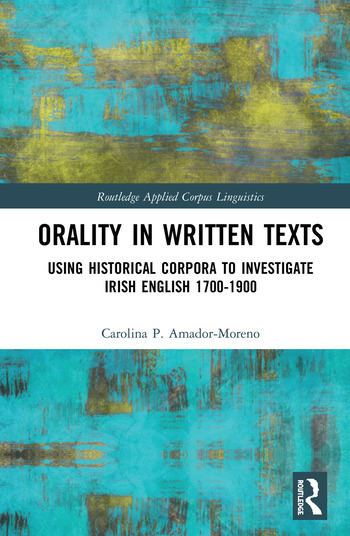 Routledge Applied Corpus Linguistics
ORALITY IN WRITTEN TEXTS
USING HISTORICAL CORPORA TO INVESTIGATE
IRISH ENGLISH 1700-1900
Carolina P. Amador-Moreno
ROUTLEDGE